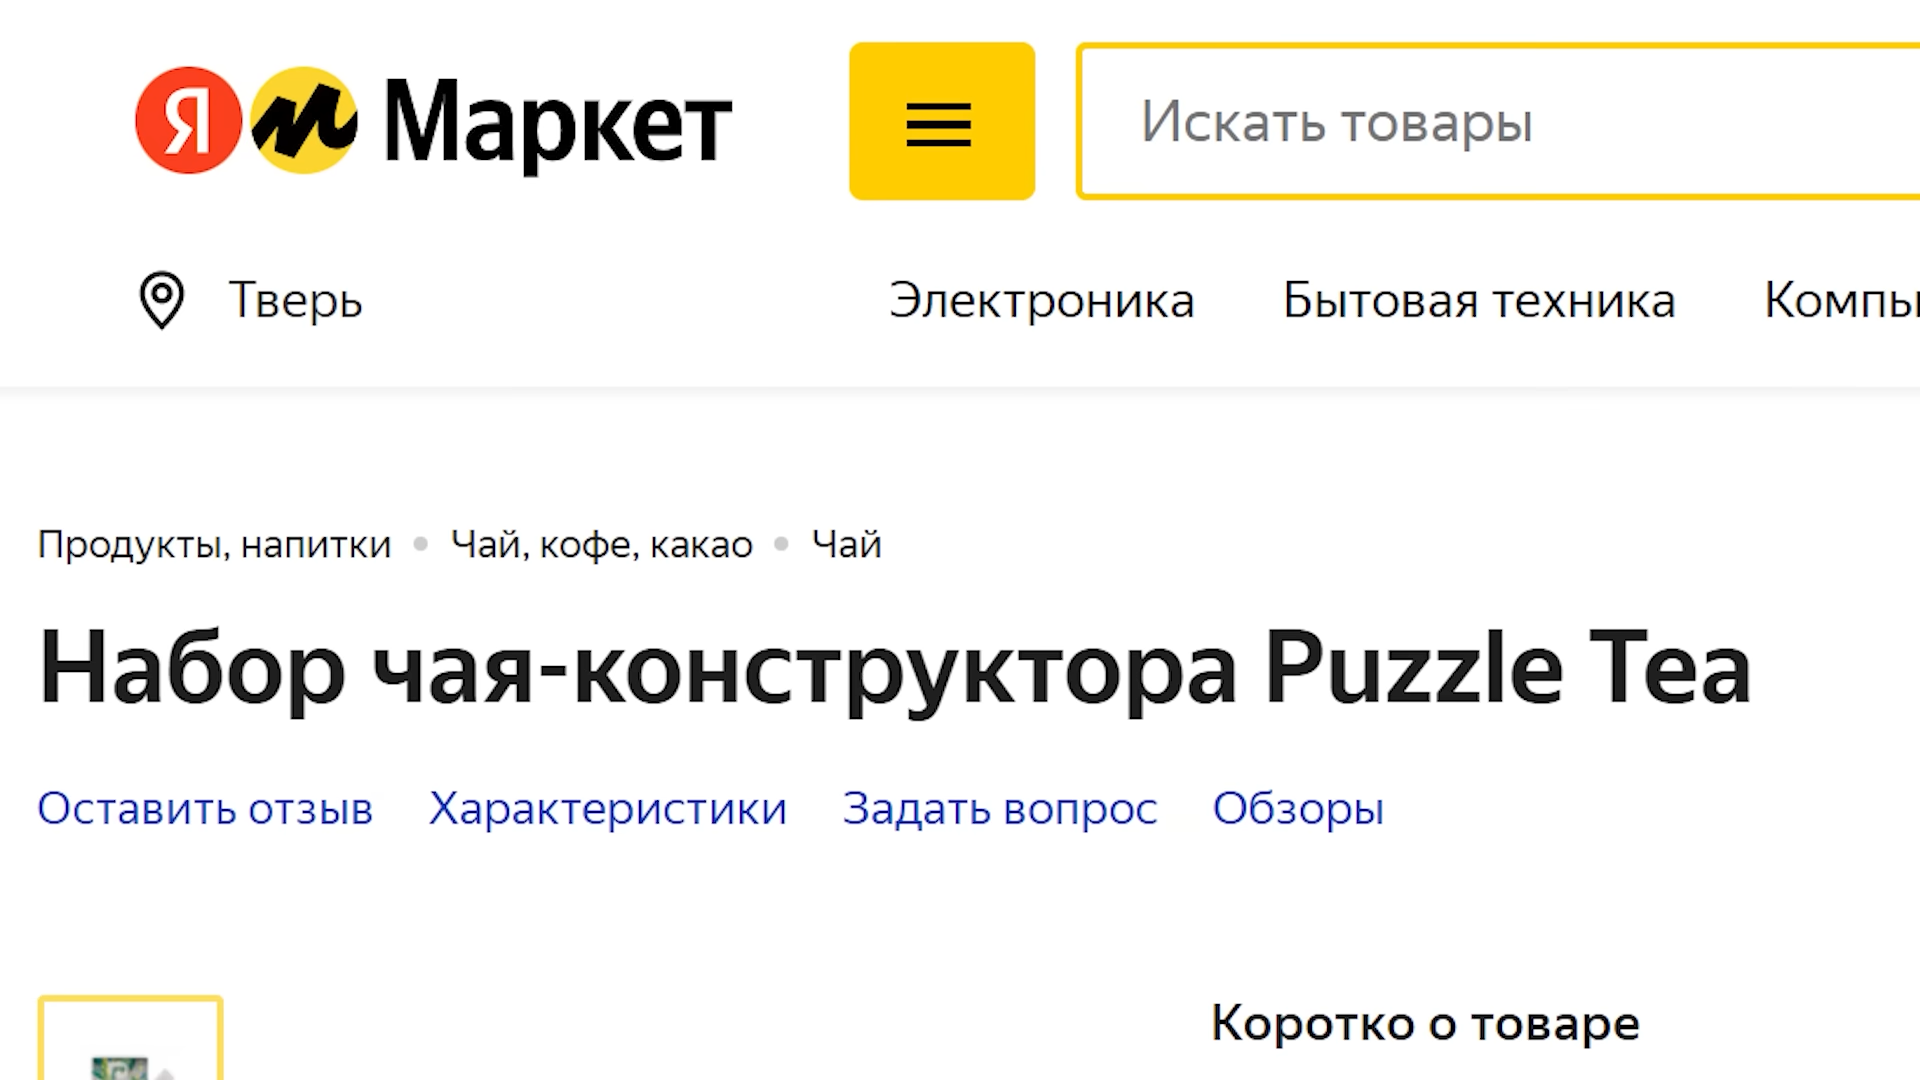 Я м Маркет
Искать товары
Тверь
Электроника Бытовая техника Компы
Продукты, напитки • Чай, кофе, какао • Чай
Набор чая-конструктора Puzzle Tea
Оставить отзыв Характеристики Задать вопрос Обзоры
Коротко о товаре